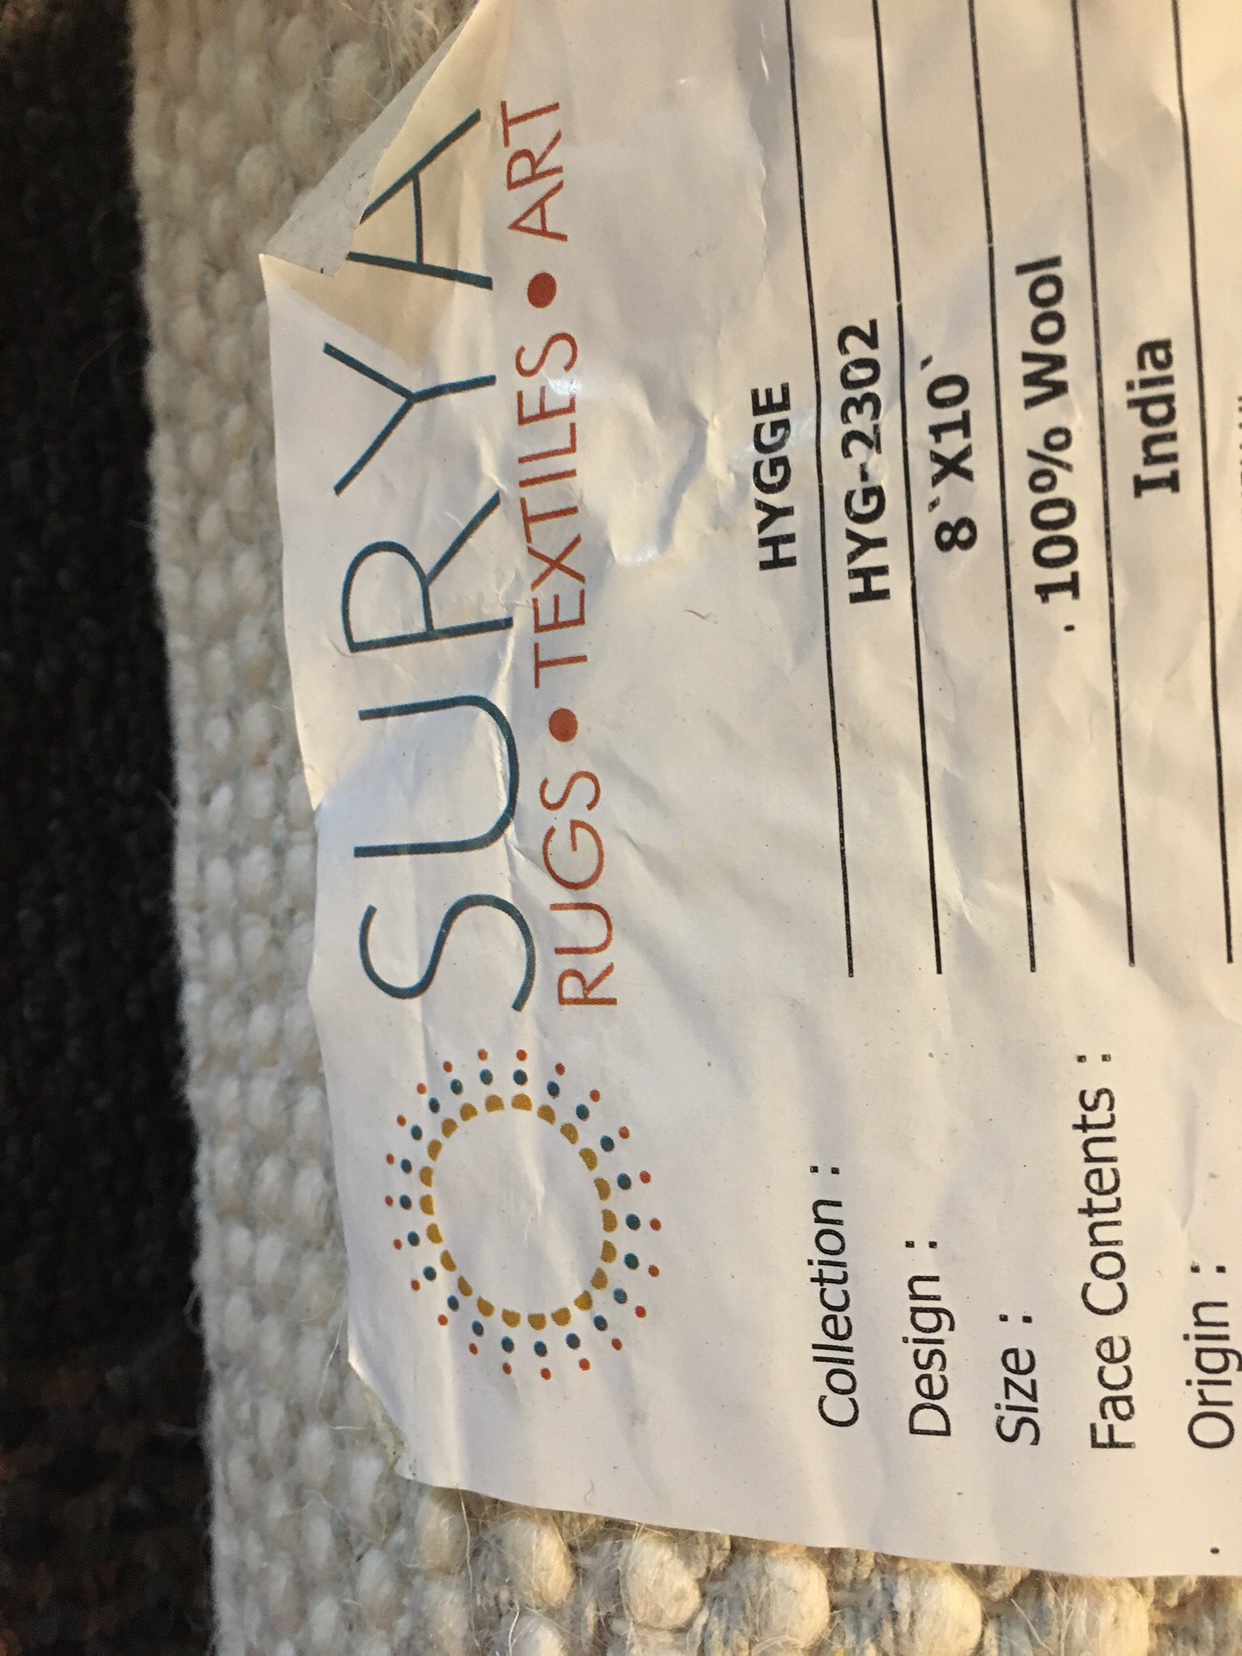 SURYA
RUGS • TEXTILES • ART
Collection : HYGGE
Design : HYG-2302
Size : 8`X10`
Face Contents : 100% Wool
Origin : India